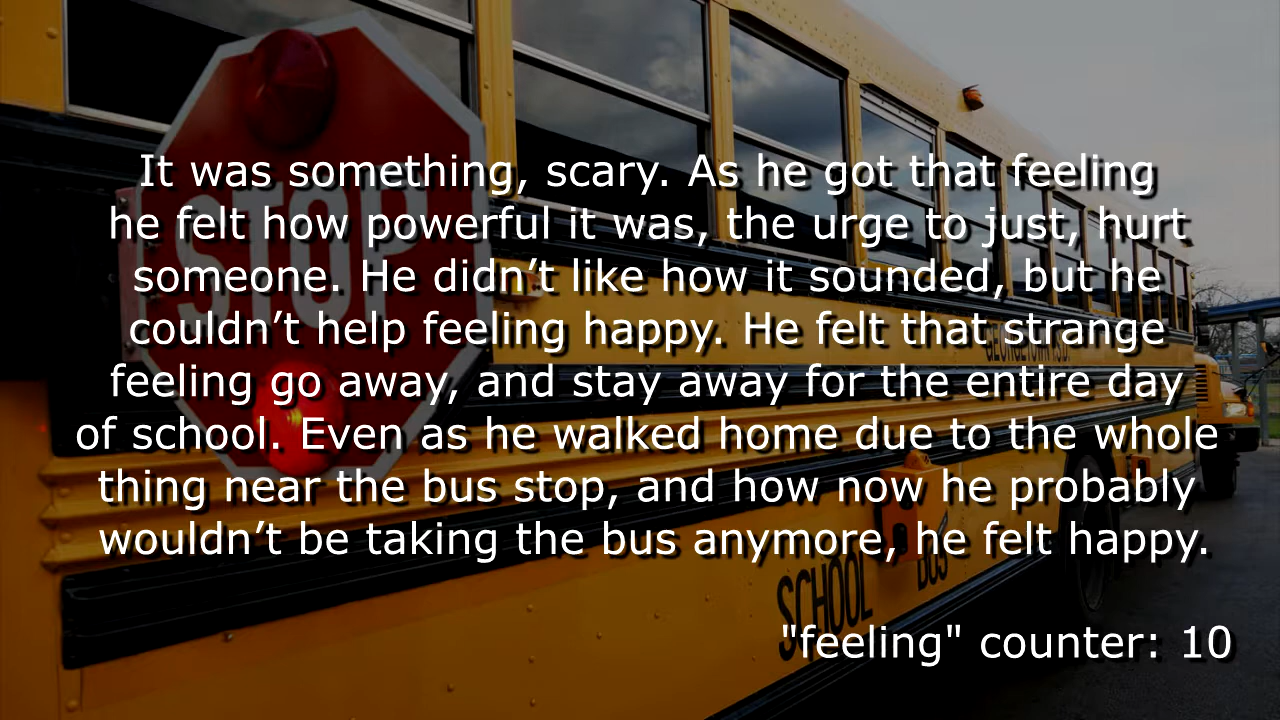 It was something, scary. As he got that feeling
he felt how powerful it was, the urge to just, hurt
someone. He didn’t like how it sounded, but he
couldn’t help feeling happy. He felt that strange
feeling go away, and stay away for the entire day
of school. Even as he walked home due to the whole
thing near the bus stop, and how now he probably
wouldn’t be taking the bus anymore, he felt happy.
"feeling" counter: 10
STOP
GEORGETOWN I.S.D.
SCHOOL BUS